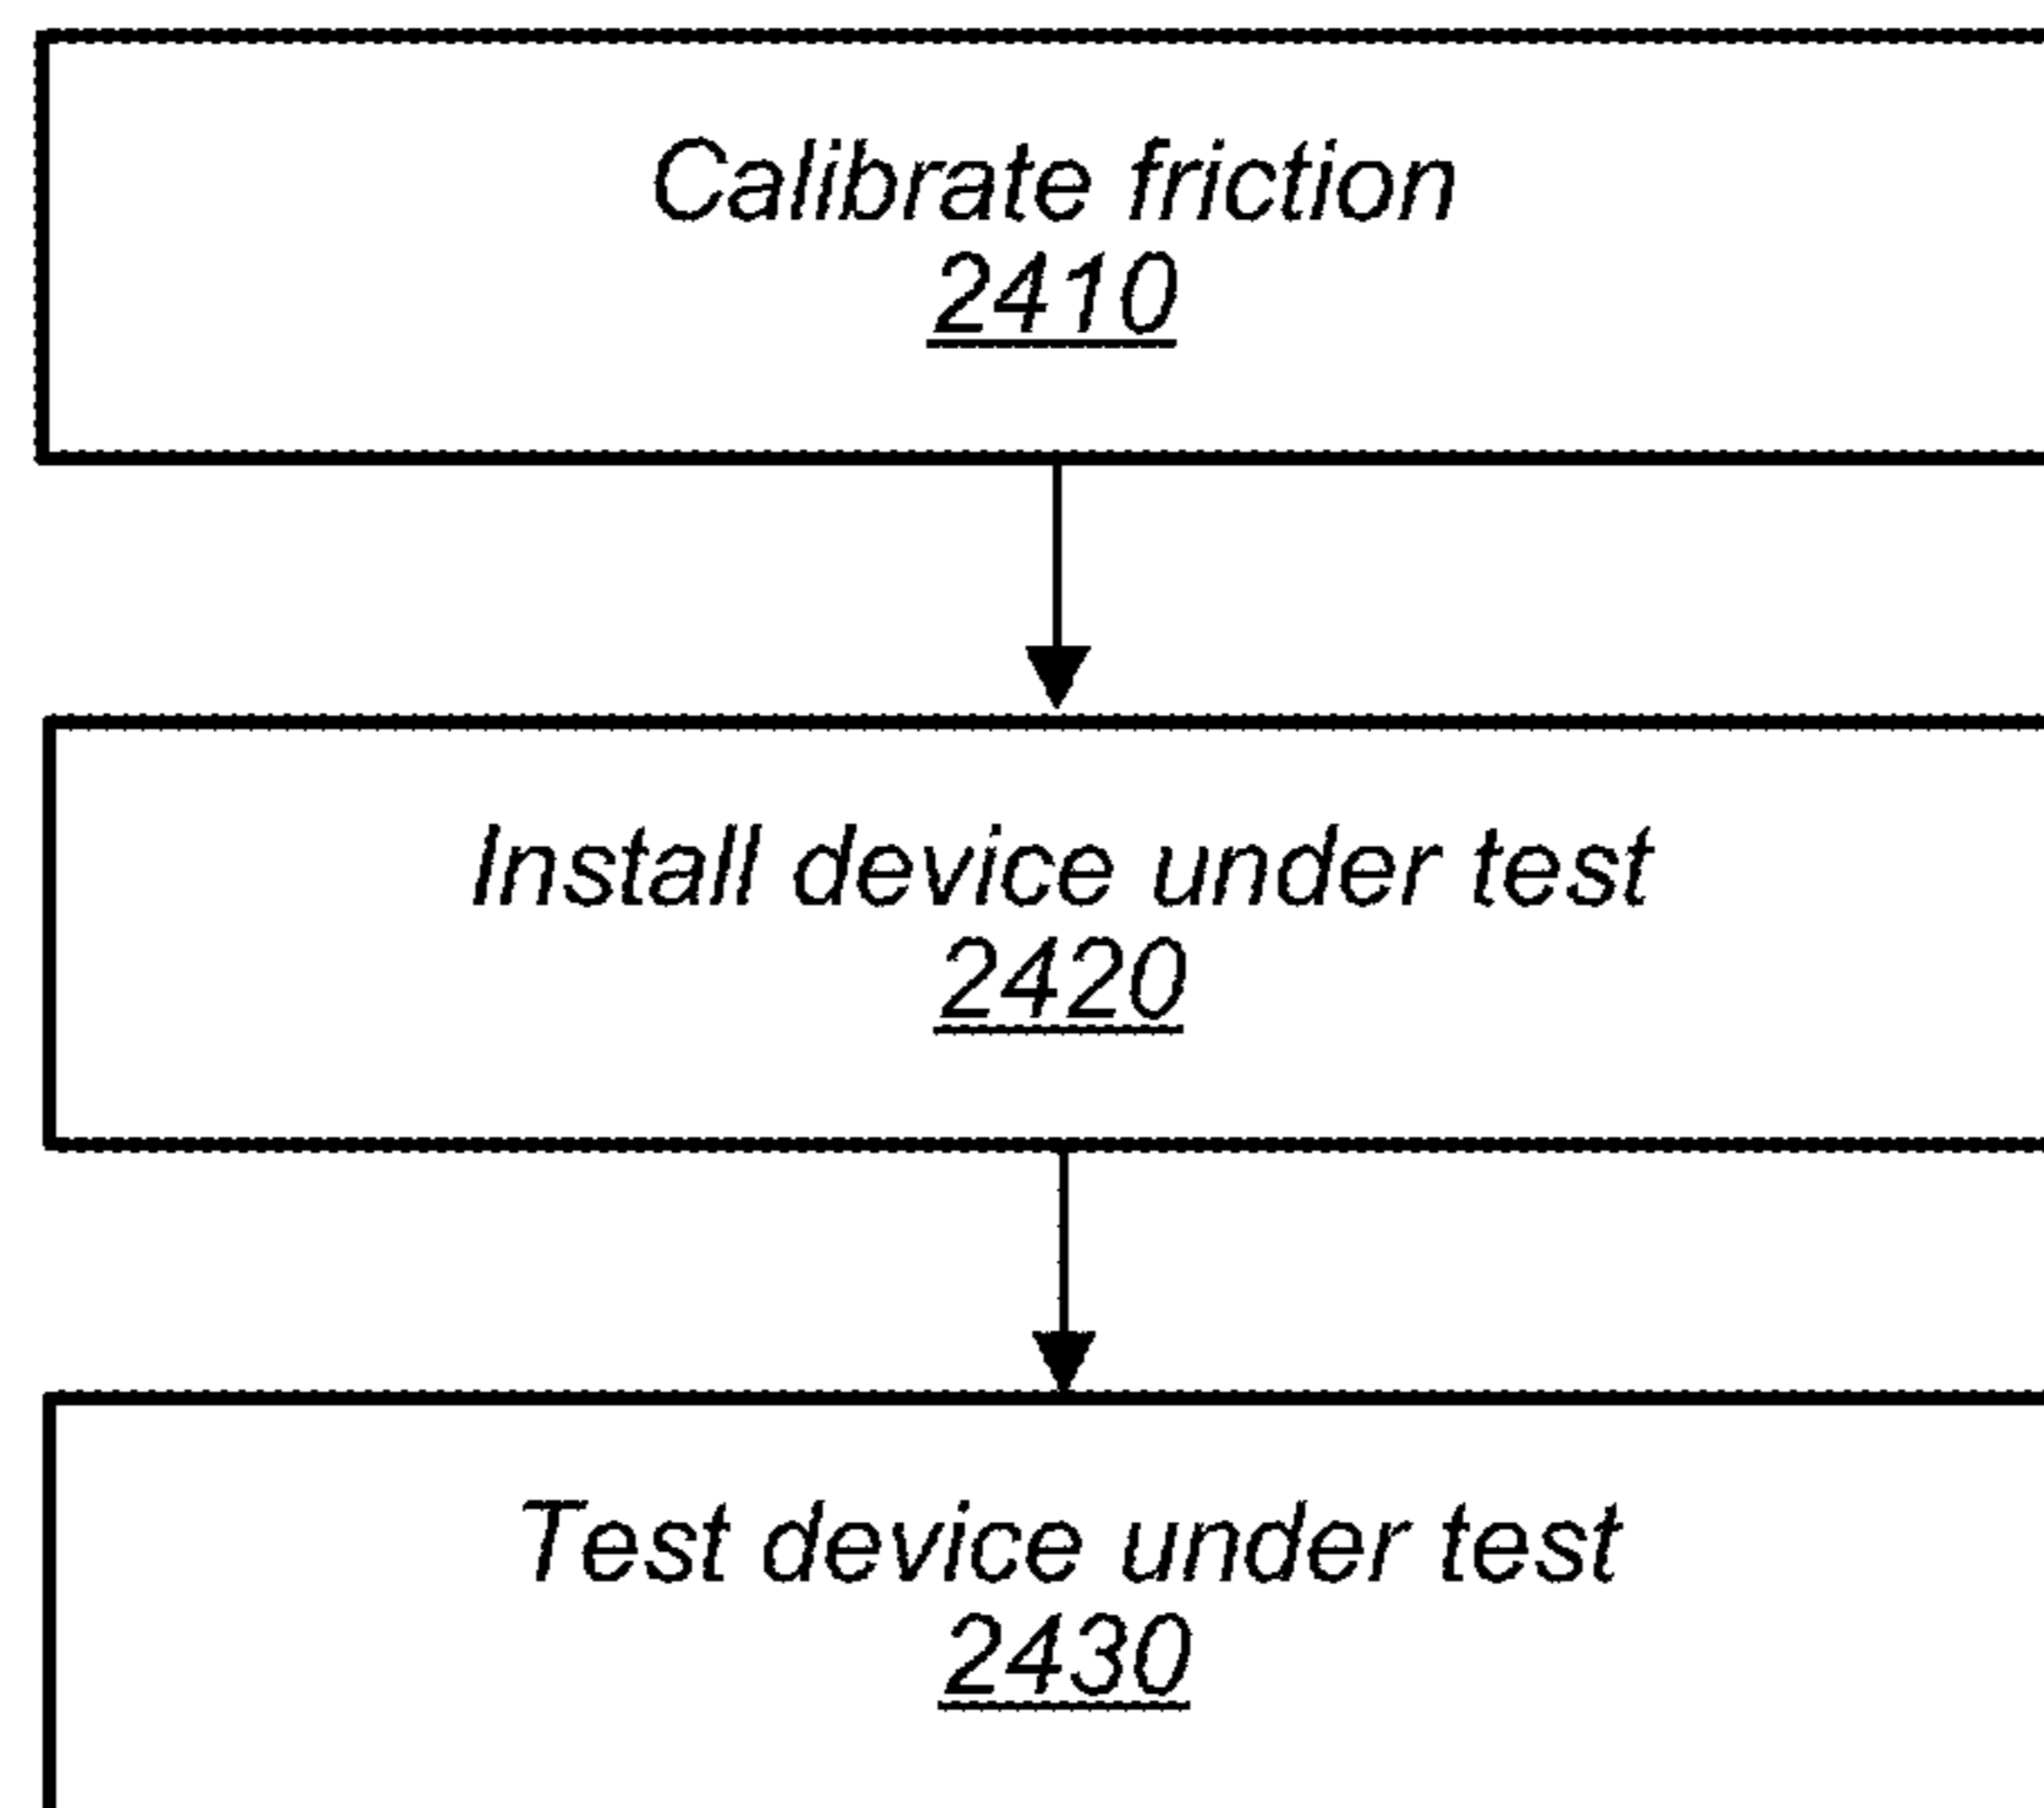 Calibrate friction
2410
Install device under test
2420
Test device under test
2430